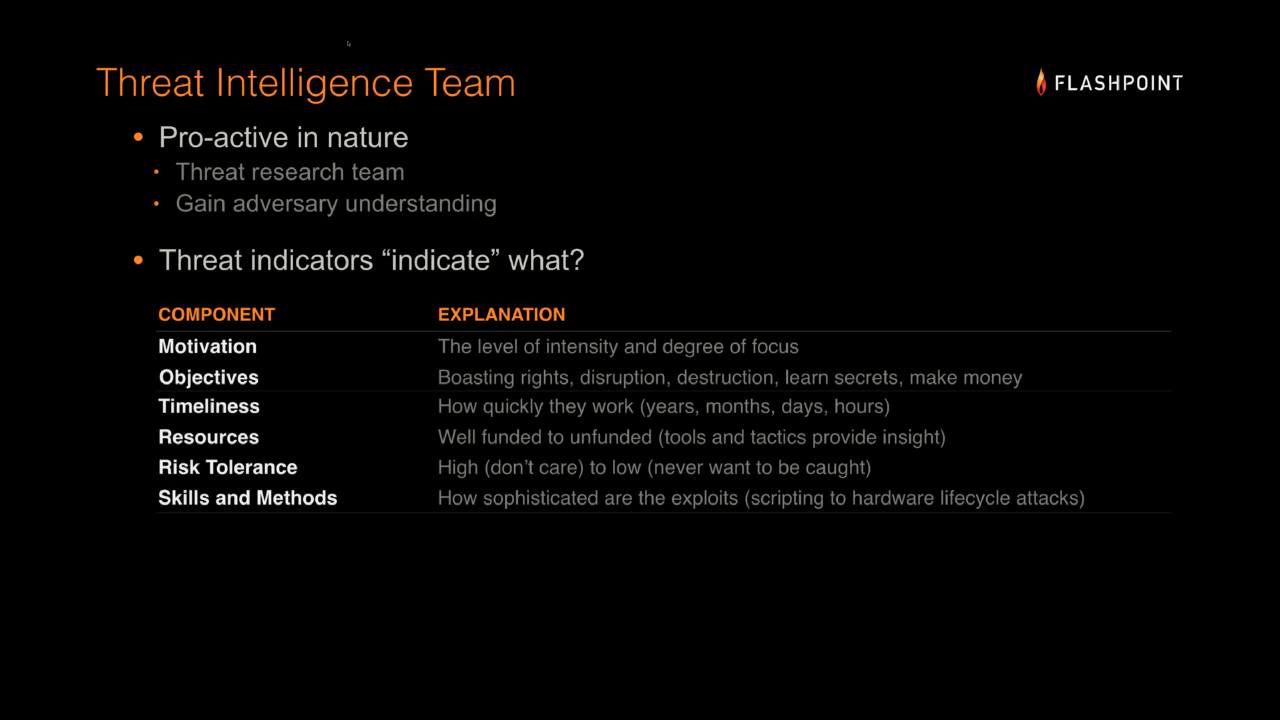 Threat Intelligence Team
FLASHPOINT
• Pro-active in nature
• Threat research team
• Gain adversary understanding
• Threat indicators “indicate” what?
COMPONENT EXPLANATION
Motivation The level of intensity and degree of focus
Objectives Boasting rights, disruption, destruction, learn secrets, make money
Timeliness How quickly they work (years, months, days, hours)
Resources Well funded to unfunded (tools and tactics provide insight)
Risk Tolerance High (don’t care) to low (never want to be caught)
Skills and Methods How sophisticated are the exploits (scripting to hardware lifecycle attacks)